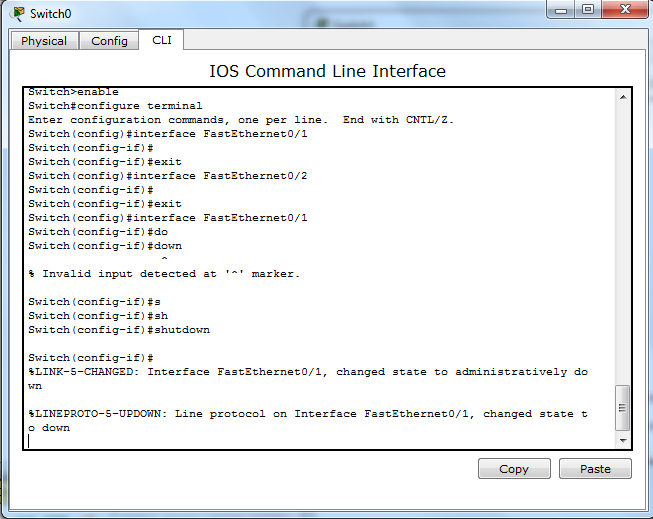 Switch0
Physical Config CLI
IOS Command Line Interface
Switch>enable
Switch#configure terminal
Enter configuration commands, one per line.  End with CNTL/Z.
Switch(config)#interface FastEthernet0/1
Switch(config-if)#
Switch(config-if)#exit
Switch(config)#interface FastEthernet0/2
Switch(config-if)#
Switch(config-if)#exit
Switch(config)#interface FastEthernet0/1
Switch(config-if)#do
Switch(config-if)#down
^
% Invalid input detected at '^' marker.
Switch(config-if)#s
Switch(config-if)#sh
Switch(config-if)#shutdown
Switch(config-if)#
%LINK-5-CHANGED: Interface FastEthernet0/1, changed state to administratively do
wn
%LINEPROTO-5-UPDOWN: Line protocol on Interface FastEthernet0/1, changed state t
o down
Copy Paste